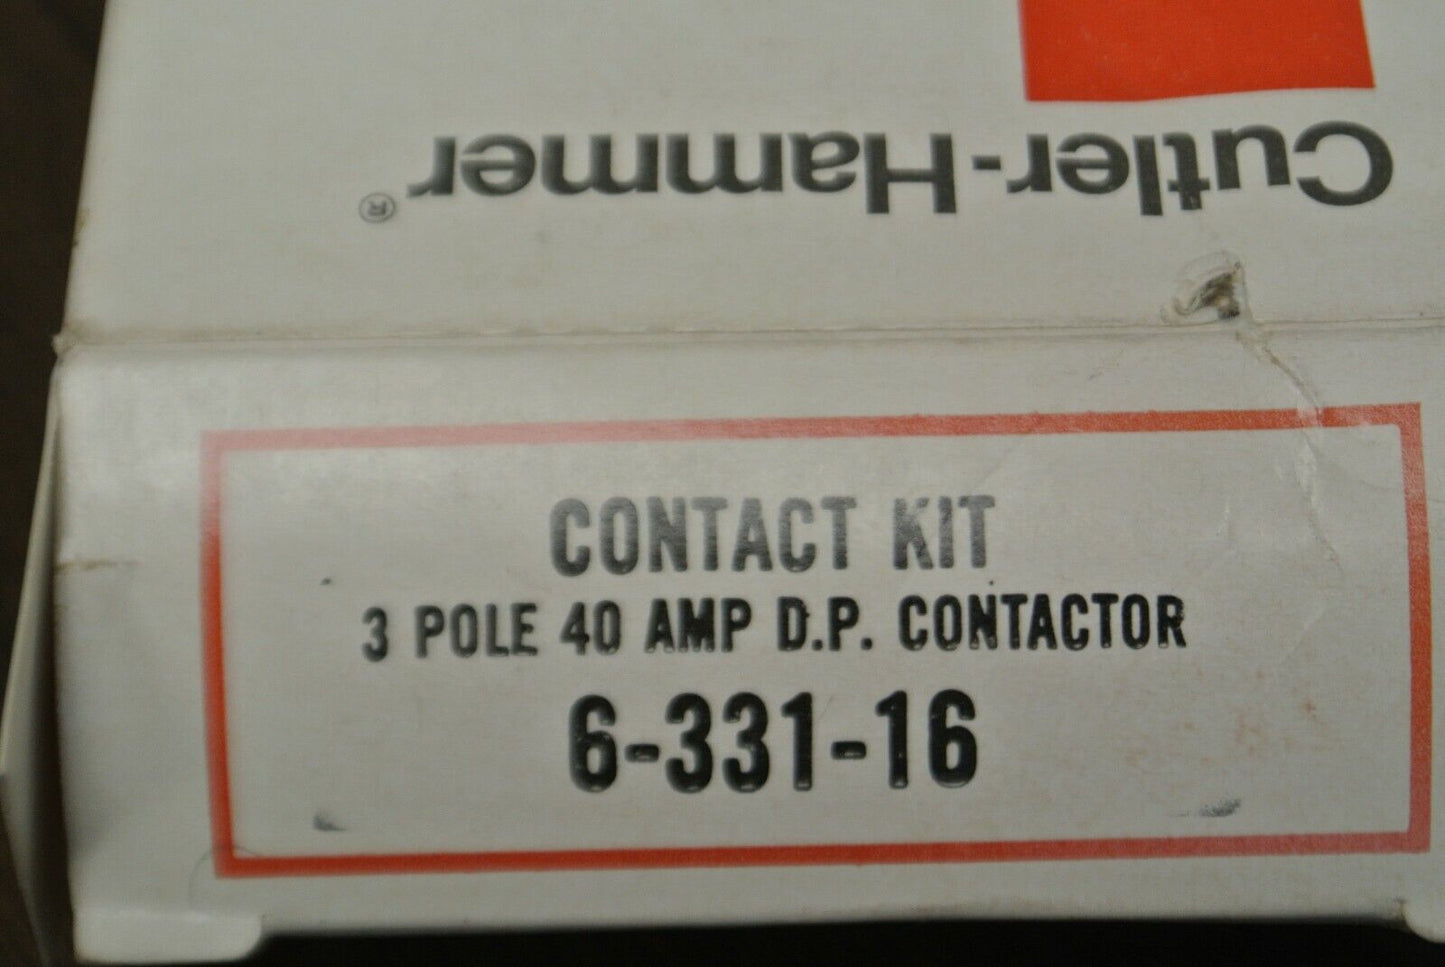 Cutler-Hammer®
CONTACT KIT
3 POLE 40 AMP D.P. CONTACTOR
6-331-16